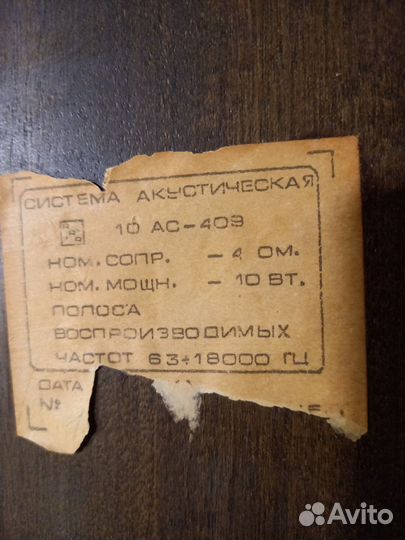 СИСТЕМА АКУСТИЧЕСКАЯ
10 АС-409
НОМ. СОПР. - 4 ОМ.
НОМ. МОЩН. - 10 ВТ.
ПОЛОСА
ВОСПРОИЗВОДИМЫХ
ЧАСТОТ 63÷18000 ГЦ
ДАТА
№
Avito